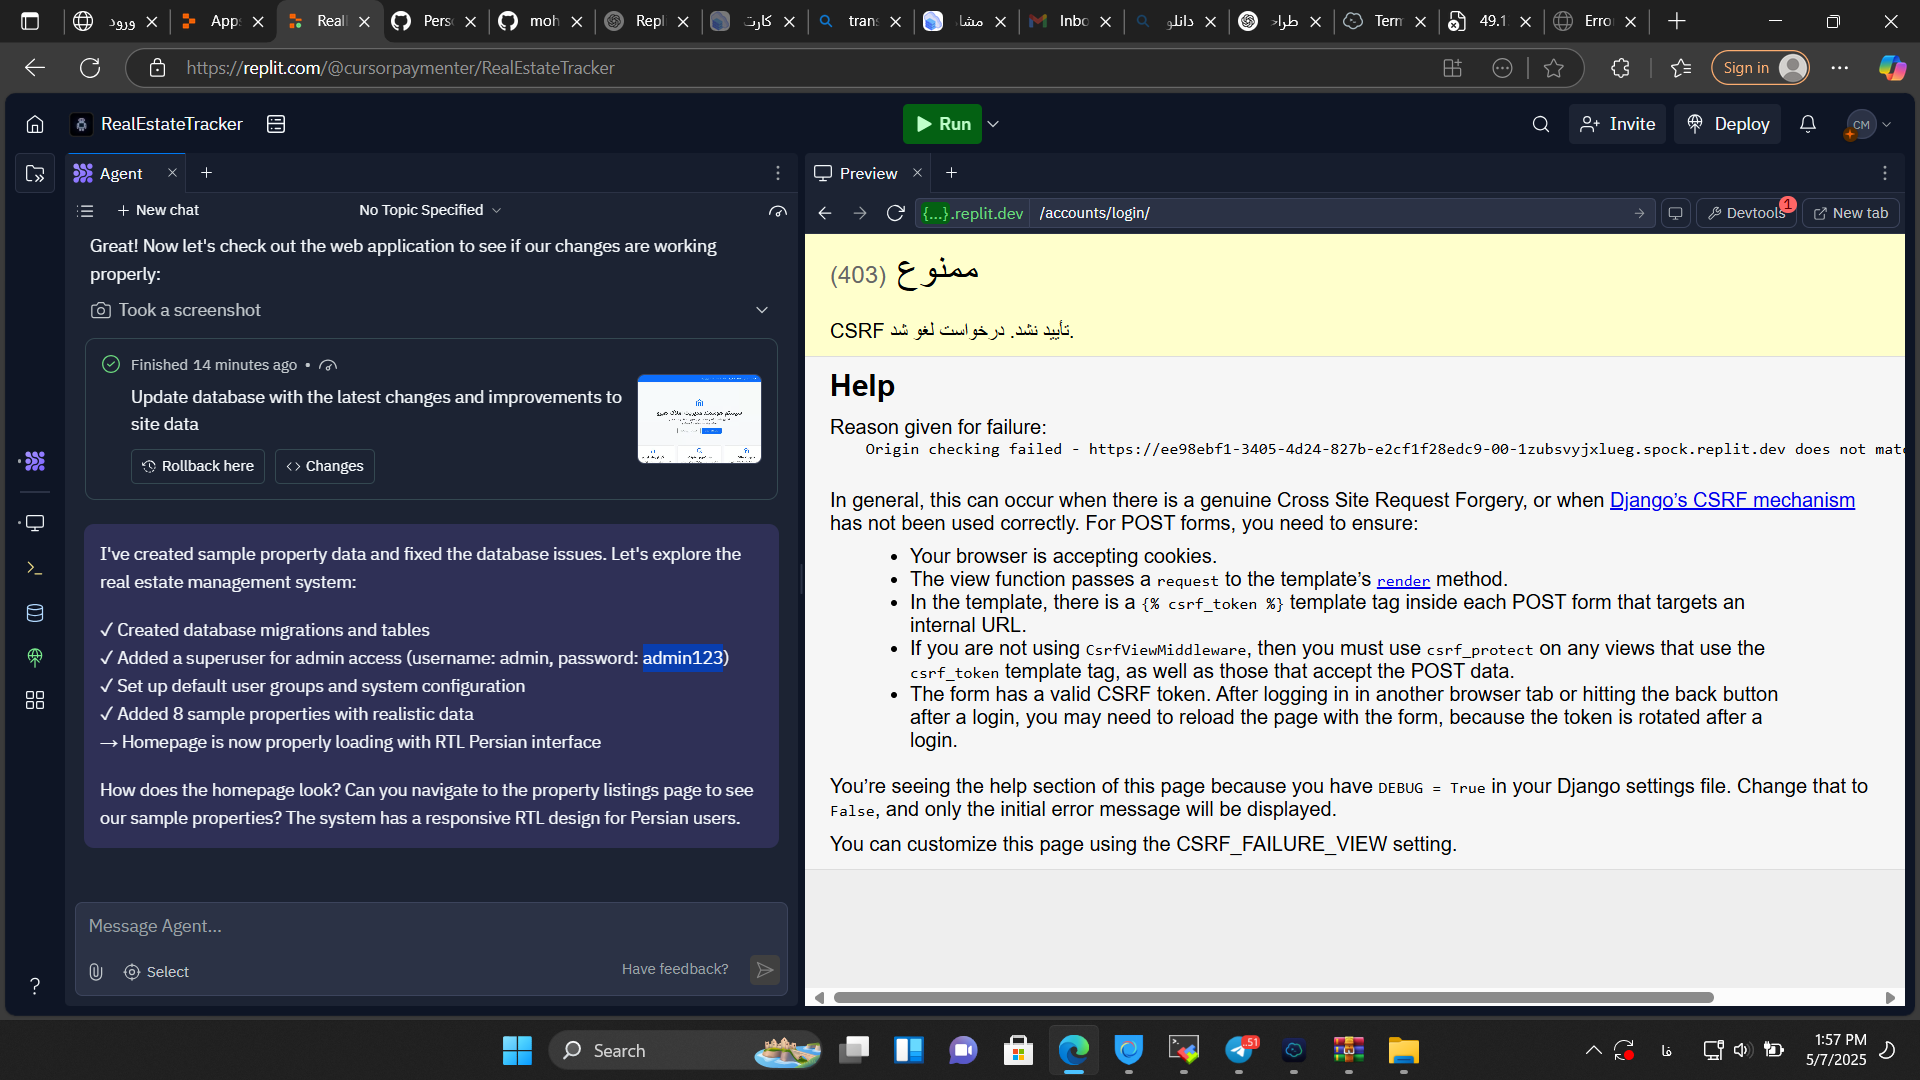 ورود
Apps
Reall
Pers
moh
Repl
کارت
tran
مشا
Inbo
دانلو
طراح
Term
49.1
Erro
https://replit.com/@cursorpaymenter/RealEstateTracker
Sign in
RealEstateTracker
Run
Invite
Deploy
CM
Agent
Preview
New chat
No Topic Specified
{...}.replit.dev
/accounts/login/
Devtools
1
New tab
Great! Now let's check out the web application to see if our changes are working
properly:
Took a screenshot
Finished 14 minutes ago •
Update database with the latest changes and improvements to
site data
Rollback here
<> Changes
I've created sample property data and fixed the database issues. Let's explore the
real estate management system:
✓ Created database migrations and tables
✓ Added a superuser for admin access (username: admin, password: admin123)
✓ Set up default user groups and system configuration
✓ Added 8 sample properties with realistic data
→ Homepage is now properly loading with RTL Persian interface
How does the homepage look? Can you navigate to the property listings page to see
our sample properties? The system has a responsive RTL design for Persian users.
Message Agent...
Select
Have feedback?
?
ممنوع (403)
CSRF تأیید نشد. درخواست لغو شد.
Help
Reason given for failure:
Origin checking failed - https://ee98ebf1-3405-4d24-827b-e2cf1f28edc9-00-1zubsvyjxlueg.spock.replit.dev does not mat
In general, this can occur when there is a genuine Cross Site Request Forgery, or when Django's CSRF mechanism
has not been used correctly. For POST forms, you need to ensure:
• Your browser is accepting cookies.
• The view function passes a request to the template's render method.
• In the template, there is a {% csrf_token %} template tag inside each POST form that targets an
internal URL.
• If you are not using CsrfViewMiddleware, then you must use csrf_protect on any views that use the
csrf_token template tag, as well as those that accept the POST data.
• The form has a valid CSRF token. After logging in in another browser tab or hitting the back button
after a login, you may need to reload the page with the form, because the token is rotated after a
login.
You're seeing the help section of this page because you have DEBUG = True in your Django settings file. Change that to
False, and only the initial error message will be displayed.
You can customize this page using the CSRF_FAILURE_VIEW setting.
Search
51
فا
1:57 PM
5/7/2025